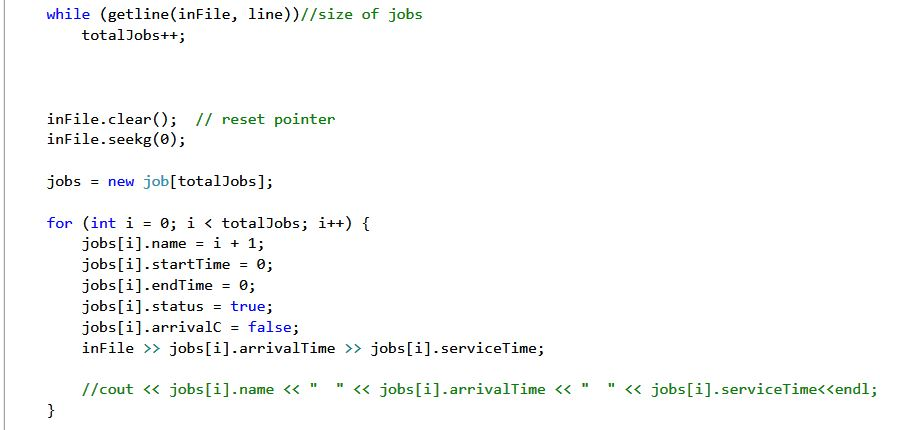 while (getline(inFile, line))//size of jobs
totalJobs++;
inFile.clear();  // reset pointer
inFile.seekg(0);
jobs = new job[totalJobs];
for (int i = 0; i < totalJobs; i++) {
jobs[i].name = i + 1;
jobs[i].startTime = 0;
jobs[i].endTime = 0;
jobs[i].status = true;
jobs[i].arrivalC = false;
inFile >> jobs[i].arrivalTime >> jobs[i].serviceTime;
//cout << jobs[i].name << "  " << jobs[i].arrivalTime << "  " << jobs[i].serviceTime<<endl;
}